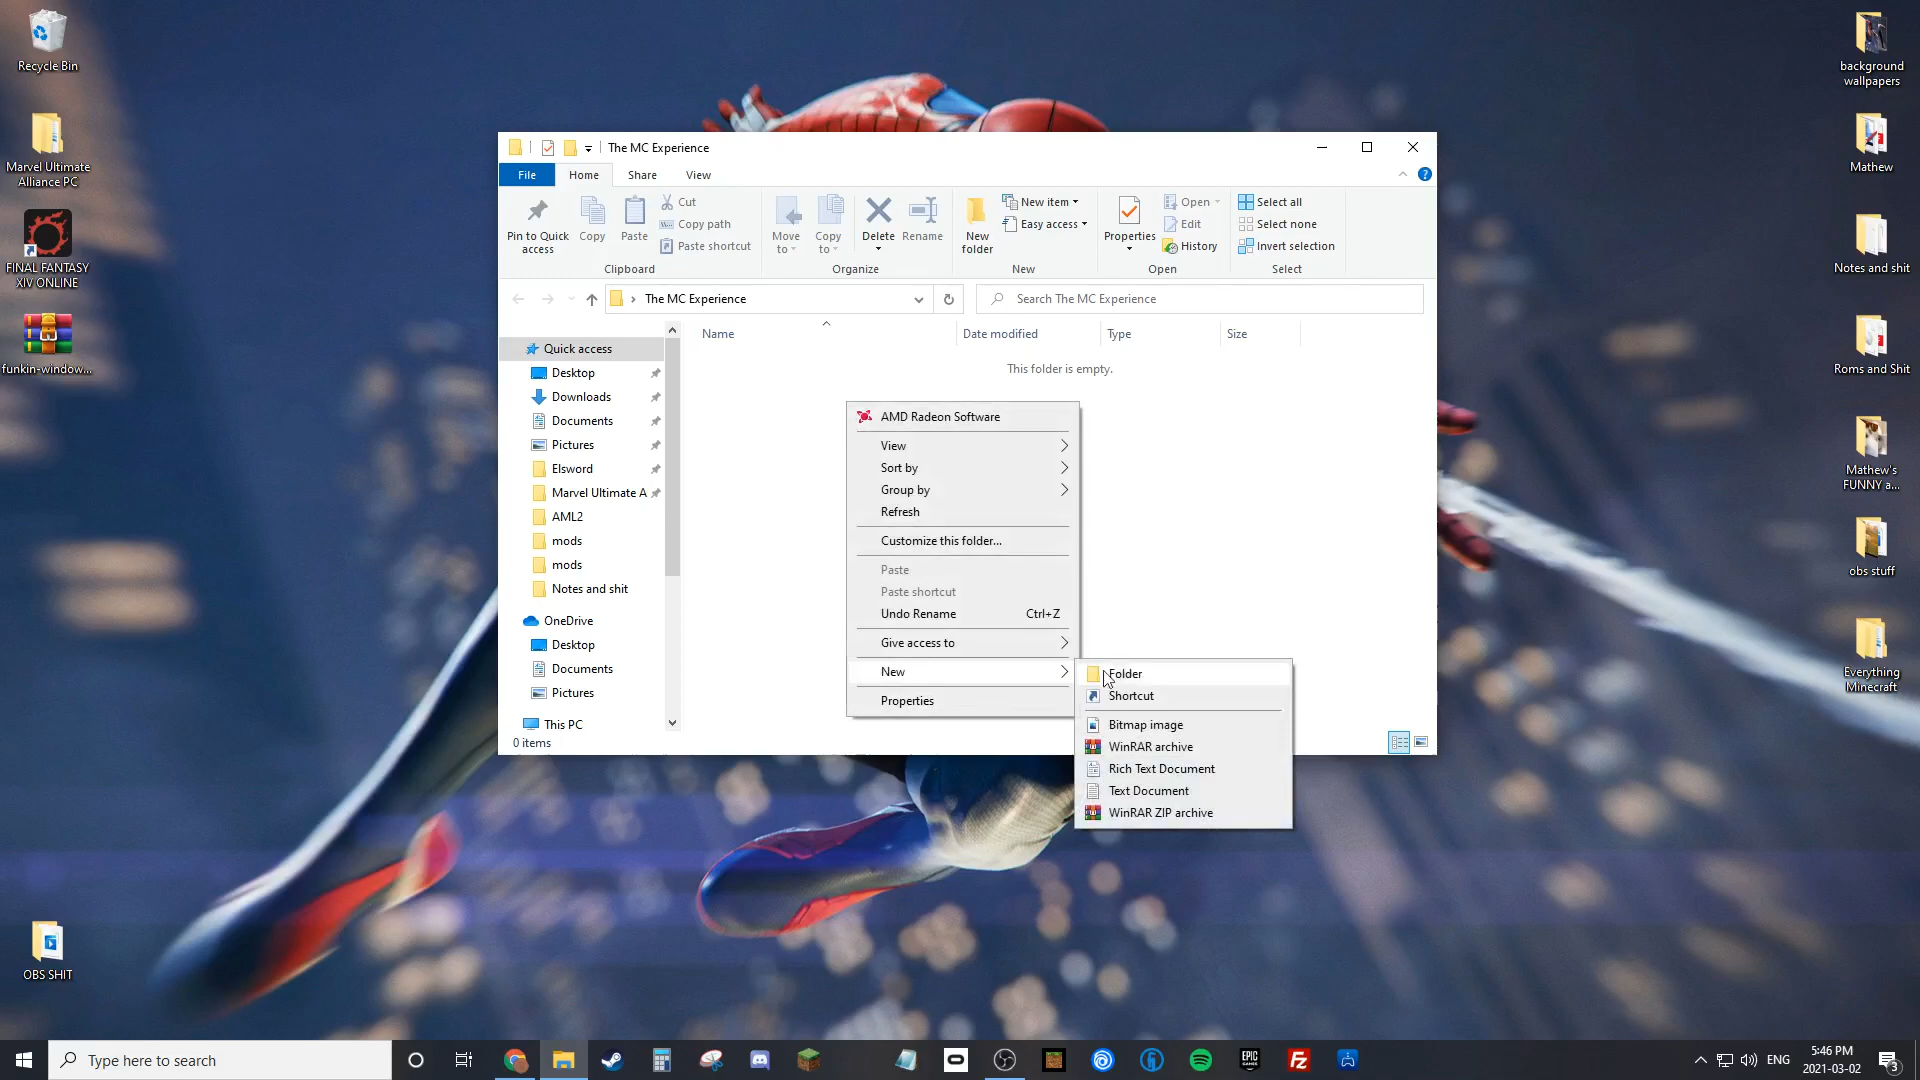 Recycle Bin
Marvel Ultimate
Alliance PC
FINAL FANTASY
XIV ONLINE
funkin-window...
OBS SHIT
background
wallpapers
Mathew
Notes and shit
Roms and Shit
Mathew's
FUNNY a...
obs stuff
Everything
Minecraft
The MC Experience
File
Home
Share
View
Pin to Quick
access
Copy
Paste
Cut
Copy path
Paste shortcut
Clipboard
Move
to
Copy
to
Delete
Rename
Organize
New
folder
New item
Easy access
New
Properties
Open
Edit
History
Open
Select all
Select none
Invert selection
Select
The MC Experience
Search The MC Experience
Name
Date modified
Type
Size
This folder is empty.
Quick access
Desktop
Downloads
Documents
Pictures
Elsword
Marvel Ultimate A
AML2
mods
mods
Notes and shit
OneDrive
Desktop
Documents
Pictures
This PC
0 items
AMD Radeon Software
View
Sort by
Group by
Refresh
Customize this folder...
Paste
Paste shortcut
Undo Rename Ctrl+Z
Give access to
New
Properties
Folder
Shortcut
Bitmap image
WinRAR archive
Rich Text Document
Text Document
WinRAR ZIP archive
Type here to search
EPIC
GAMES
ENG
5:46 PM
2021-03-02
3